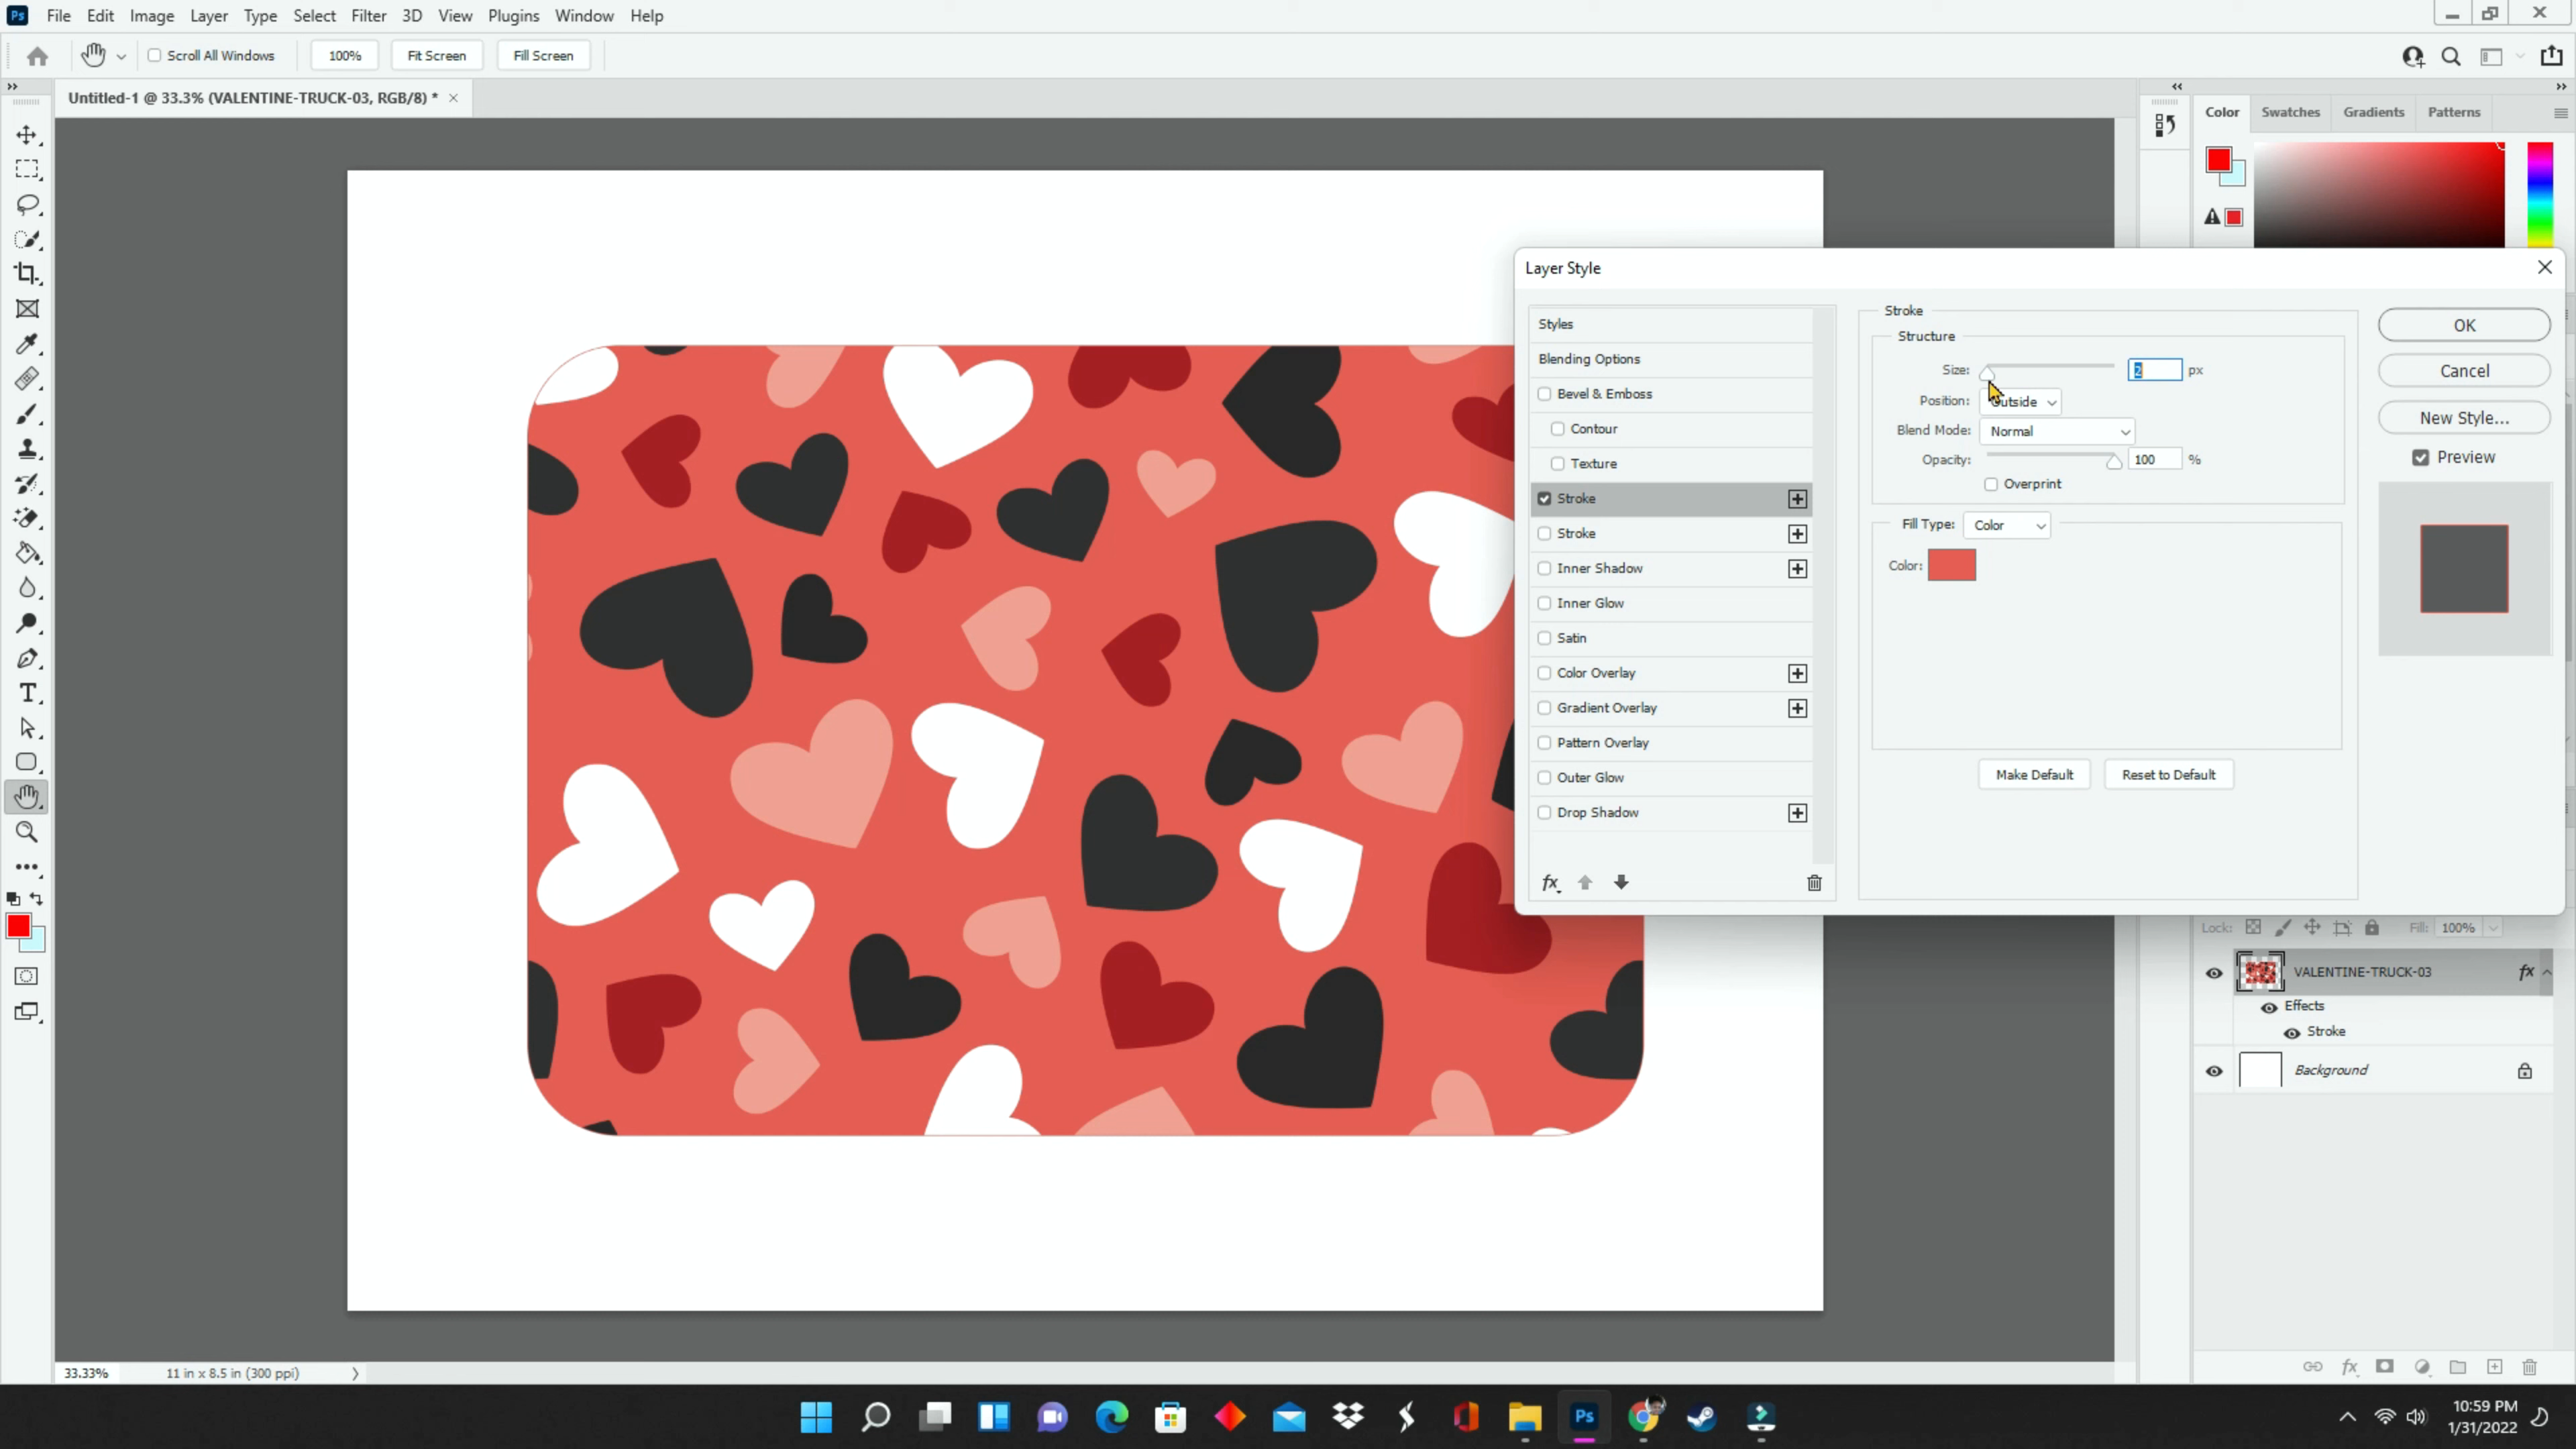 Ps File Edit Image Layer Type Select Filter 3D View Plugins Window Help
Scroll All Windows 100% Fit Screen Fill Screen
Untitled-1 @ 33.3% (VALENTINE-TRUCK-03, RGB/8) * ×
Color Swatches Gradients Patterns
Layer Style
Styles
Blending Options
Bevel & Emboss
Contour
Texture
Stroke
Stroke
Inner Shadow
Inner Glow
Satin
Color Overlay
Gradient Overlay
Pattern Overlay
Outer Glow
Drop Shadow
fx
Stroke
Structure
Size: 2 px
Position: Outside
Blend Mode: Normal
Opacity: 100 %
Overprint
Fill Type: Color
Color:
Make Default Reset to Default
OK
Cancel
New Style...
Preview
Lock: Fill: 100%
VALENTINE-TRUCK-03 fx
Effects
Stroke
Background
T
33.33% 11 in x 8.5 in (300 ppi)
fx
Ps
10:59 PM
1/31/2022